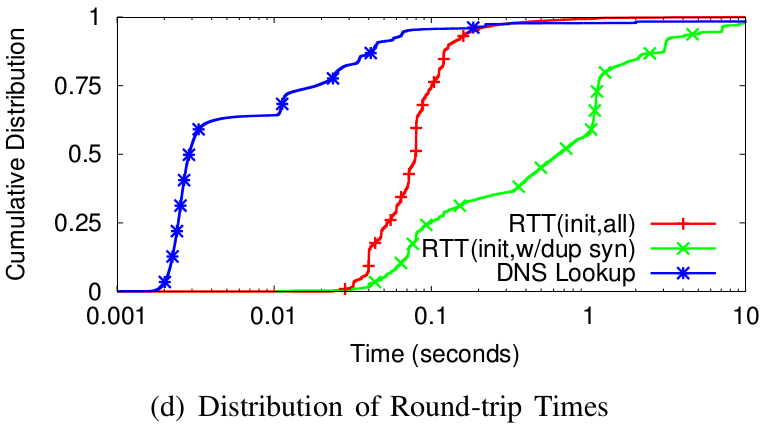 1
0.75
0.5
0.25
0
Cumulative Distribution
RTT(init,all)
RTT(init,w/dup syn)
DNS Lookup
0.001 0.01 0.1 1 10
Time (seconds)
(d) Distribution of Round-trip Times